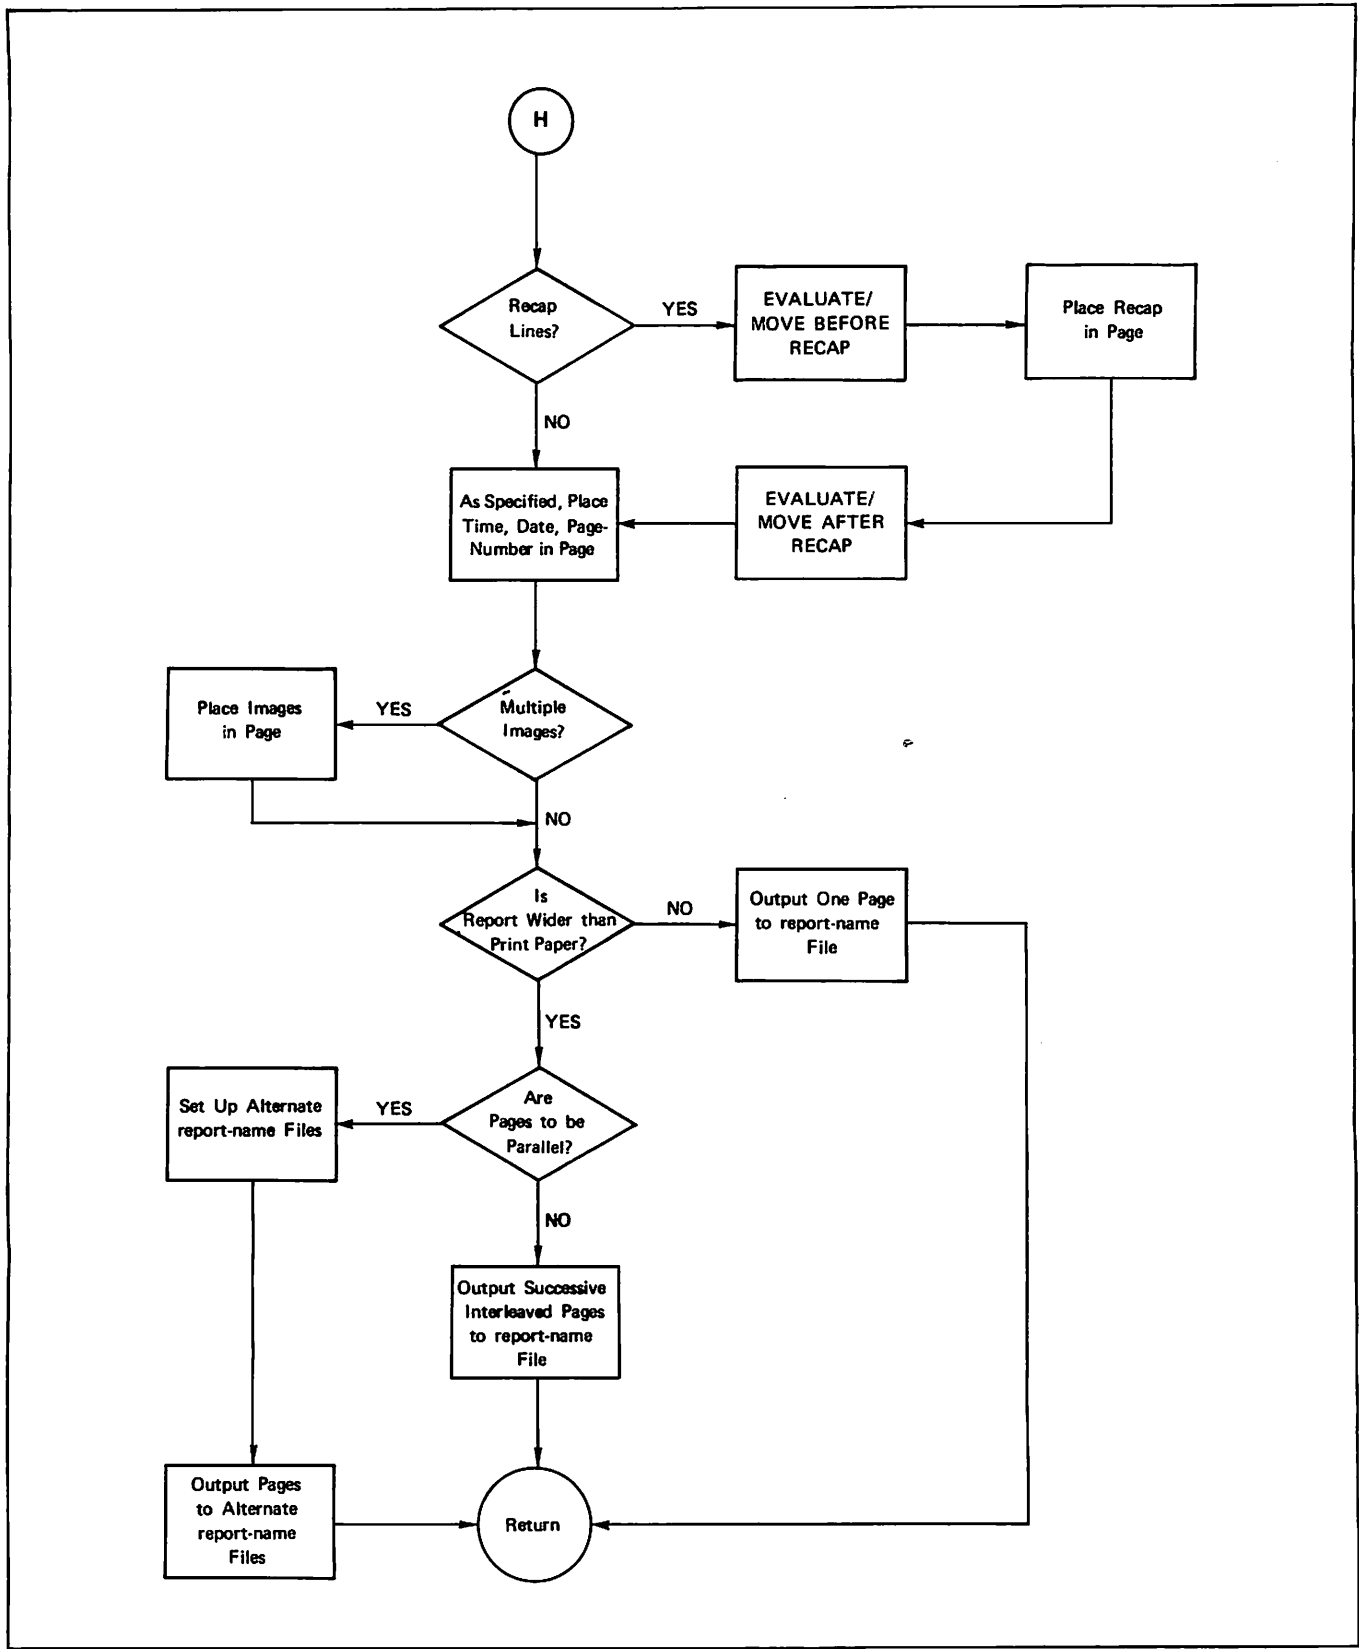 H
Recap
Lines?
YES
EVALUATE/
MOVE BEFORE
RECAP
Place Recap
in Page
NO
As Specified, Place
Time, Date, Page-
Number in Page
EVALUATE/
MOVE AFTER
RECAP
Place Images
in Page
YES
Multiple
Images?
NO
Is
Report Wider than
Print Paper?
NO
Output One Page
to report-name
File
YES
Set Up Alternate
report-name Files
YES
Are
Pages to be
Parallel?
NO
Output Successive
Interleaved Pages
to report-name
File
Output Pages
to Alternate
report-name
Files
Return